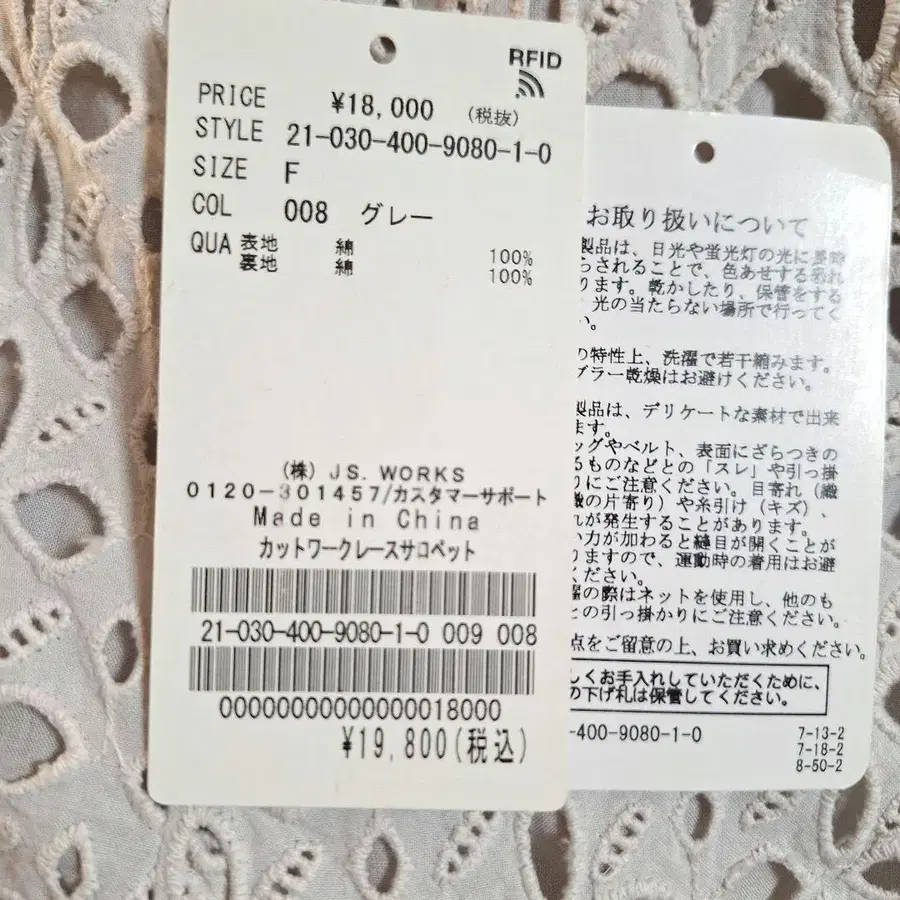 RFID
PRICE ¥18,000 (税抜)
STYLE 21-030-400-9080-1-0
SIZE F
COL 008 グレー
QUA 表地 綿 100%
裏地 綿 100%
(株) JS. WORKS
0120-301457/カスタマーサポート
Made in China
カットワークレースサロペット
21-030-400-9080-1-0 009 008
00000000000000018000
¥19,800(税込)
お取り扱いについて
製品は、日光や蛍光灯の光に長時
らされることで、色あせする恐れ
ります。乾かしたり、保管をする
光の当たらない場所で行ってく
い。
の特性上、洗濯で若干縮みます。
ブラー乾燥はお避けください。
製品は、デリケートな素材で出来
ます。
ッグやベルト、表面にざらつきの
るものなどとの「スレ」や引っ掛
りにご注意ください。目寄れ（織
の片寄り）や糸引け（キズ）、
れが発生することがあります。
い力が加わると縫目が開くことが
りますので、運動時の着用はお避
ください。
濯の際はネットを使用し、他のも
との引っ掛かりにご注意ください。
点をご留意の上、お買い求めください。
しくお手入れしていただくために、
の下げ札は保管してください。
-400-9080-1-0
7-13-2
7-18-2
8-50-2